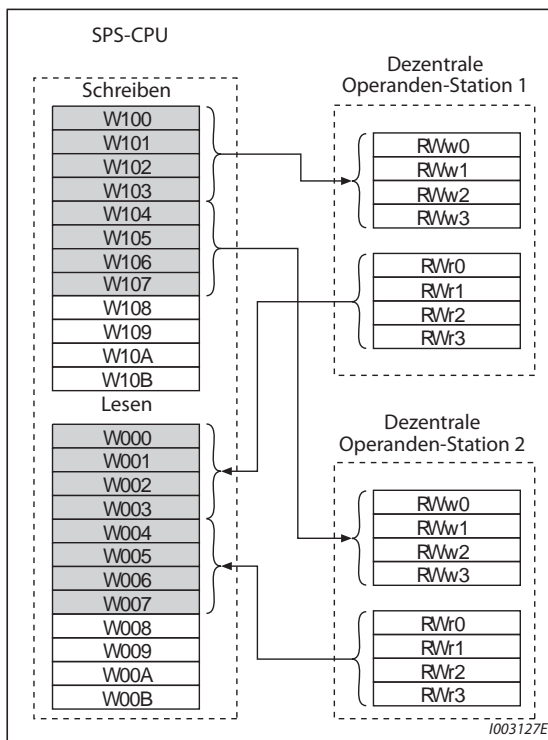 SPS-CPU
Schreiben
W100
W101
W102
W103
W104
W105
W106
W107
W108
W109
W10A
W10B
Lesen
W000
W001
W002
W003
W004
W005
W006
W007
W008
W009
W00A
W00B
Dezentrale
Operanden-Station 1
RWw0
RWw1
RWw2
RWw3
RWr0
RWr1
RWr2
RWr3
Dezentrale
Operanden-Station 2
RWw0
RWw1
RWw2
RWw3
RWr0
RWr1
RWr2
RWr3
I003127E